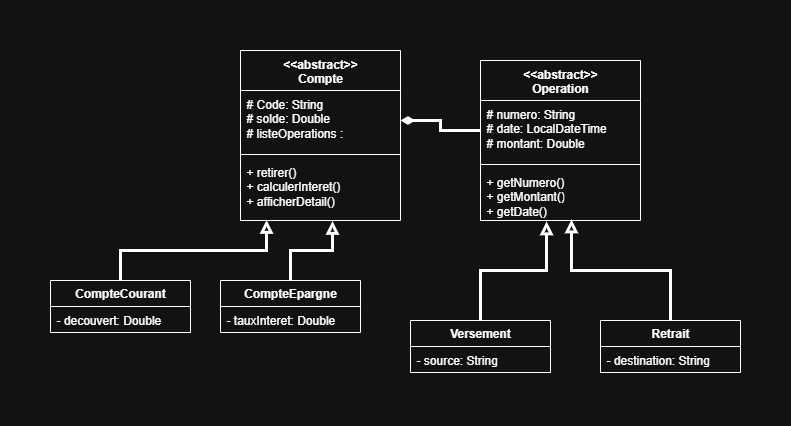 <<abstract>>
Compte
# Code: String
# solde: Double
# listeOperations :
+ retirer()
+ calculerInteret()
+ afficherDetail()
<<abstract>>
Operation
# numero: String
# date: LocalDateTime
# montant: Double
+ getNumero()
+ getMontant()
+ getDate()
CompteCourant
- decouvert: Double
CompteEpargne
- tauxInteret: Double
Versement
- source: String
Retrait
- destination: String